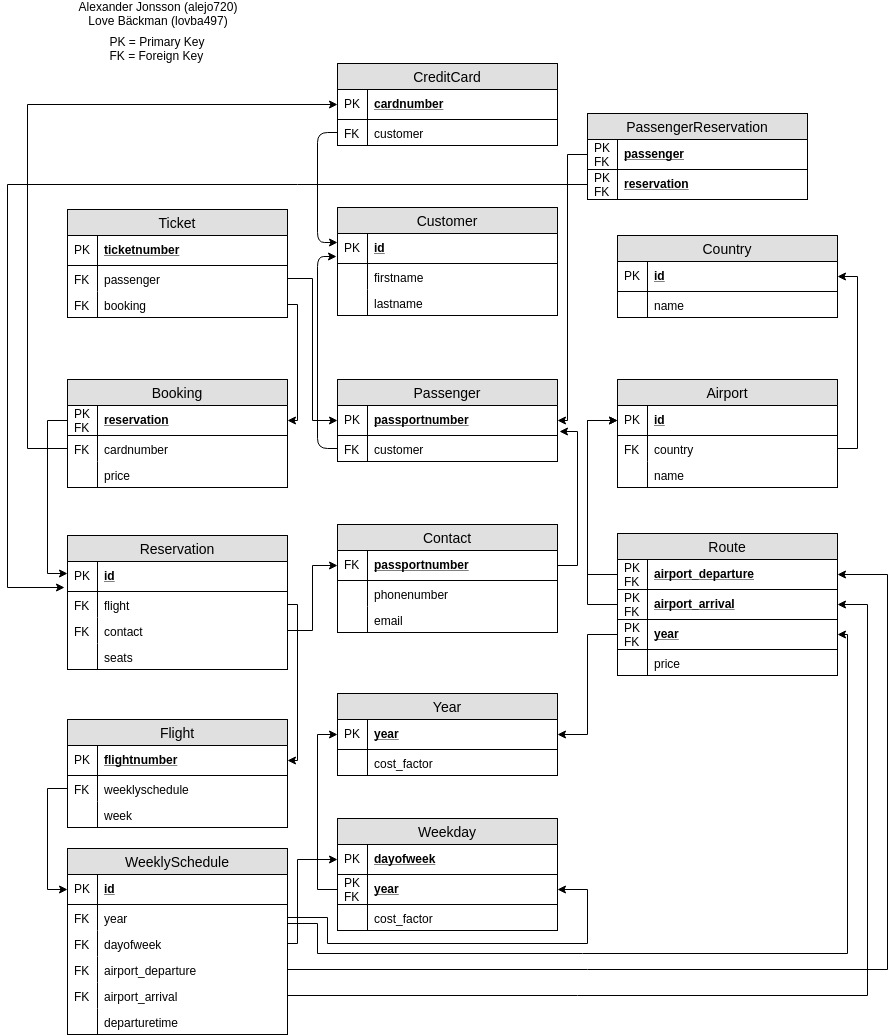 Alexander Jonsson (alejo720)
Love Bäckman (lovba497)
PK = Primary Key
FK = Foreign Key
CreditCard
PK cardnumber
FK customer
PassengerReservation
PK
FK passenger
PK
FK reservation
Ticket
PK ticketnumber
FK passenger
FK booking
Customer
PK id
firstname
lastname
Country
PK id
name
Booking
PK
FK reservation
FK cardnumber
price
Passenger
PK passportnumber
FK customer
Airport
PK id
FK country
name
Reservation
PK id
FK flight
FK contact
seats
Contact
FK passportnumber
phonenumber
email
Route
PK
FK airport_departure
PK
FK airport_arrival
PK
FK year
price
Flight
PK flightnumber
FK weeklyschedule
week
Year
PK year
cost_factor
Weekday
PK dayofweek
PK
FK year
cost_factor
WeeklySchedule
PK id
FK year
FK dayofweek
FK airport_departure
FK airport_arrival
departuretime